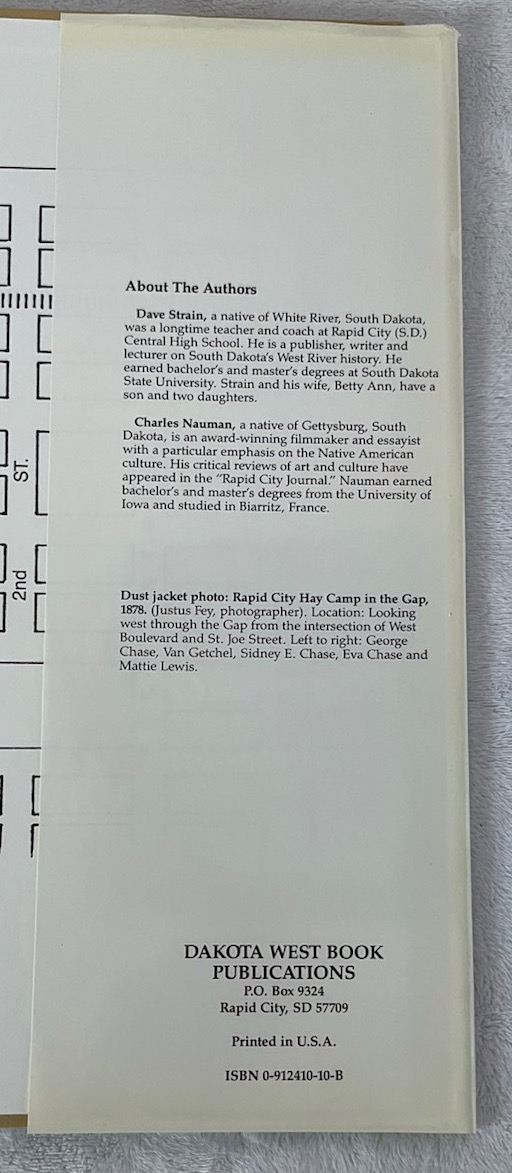 About The Authors
Dave Strain, a native of White River, South Dakota,
was a longtime teacher and coach at Rapid City (S.D.)
Central High School. He is a publisher, writer and
lecturer on South Dakota's West River history. He
earned bachelor's and master's degrees at South Dakota
State University. Strain and his wife, Betty Ann, have a
son and two daughters.
Charles Nauman, a native of Gettysburg, South
Dakota, is an award-winning filmmaker and essayist
with a particular emphasis on the Native American
culture. His critical reviews of art and culture have
appeared in the "Rapid City Journal." Nauman earned
bachelor's and master's degrees from the University of
Iowa and studied in Biarritz, France.
Dust jacket photo: Rapid City Hay Camp in the Gap,
1878. (Justus Fey, photographer). Location: Looking
west through the Gap from the intersection of West
Boulevard and St. Joe Street. Left to right: George
Chase, Van Getchel, Sidney E. Chase, Eva Chase and
Mattie Lewis.
DAKOTA WEST BOOK
PUBLICATIONS
P.O. Box 9324
Rapid City, SD 57709
Printed in U.S.A.
ISBN 0-912410-10-B
2nd ST.